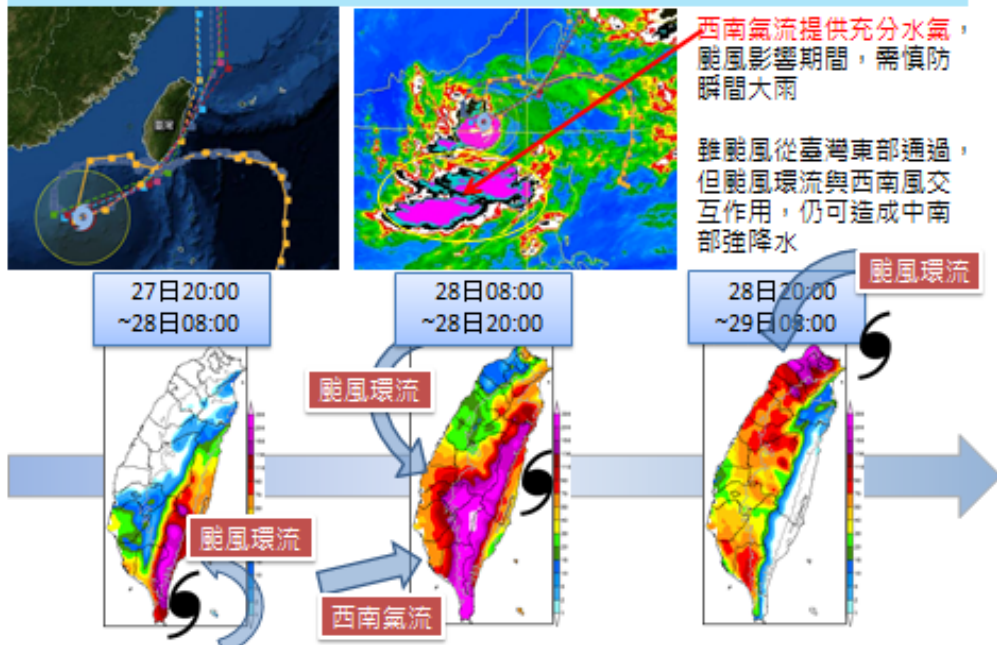 臺灣
西南氣流提供充分水氣，
颱風影響期間，需慎防
瞬間大雨
雖颱風從臺灣東部通過，
但颱風環流與西南風交
互作用，仍可造成中南
部強降水
颱風環流
27日20:00
~28日08:00
28日08:00
~28日20:00
28日20:00
~29日08:00
颱風環流
颱風環流
西南氣流